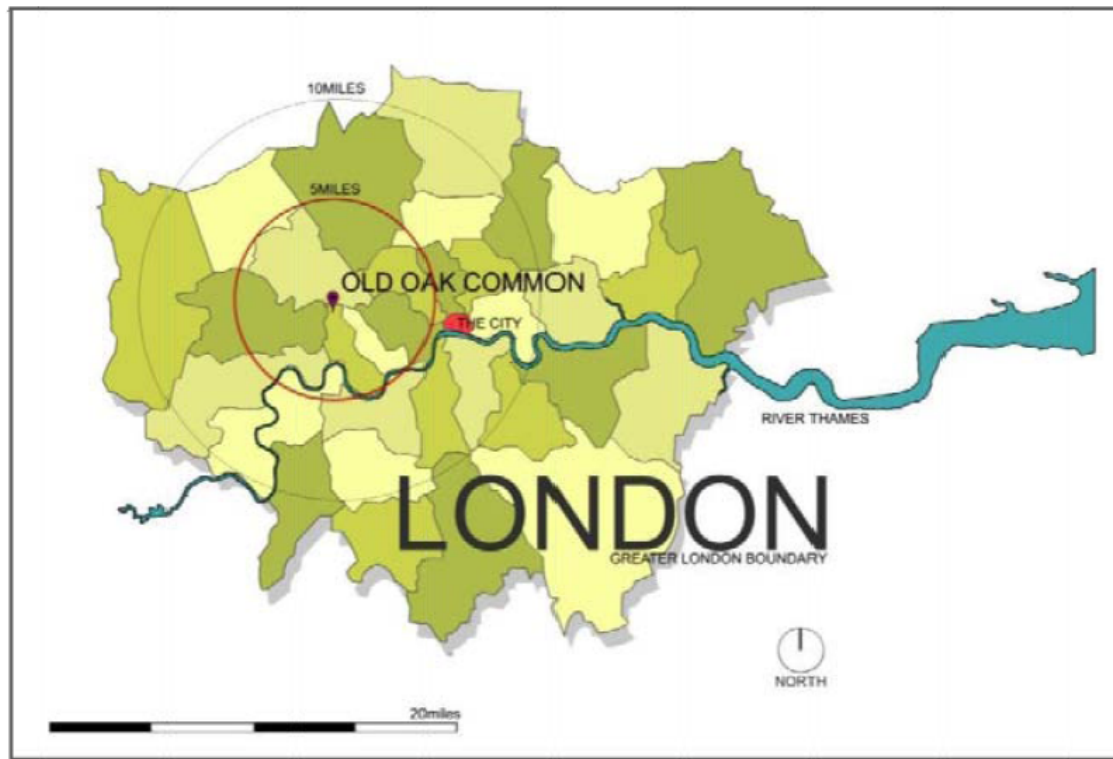 10MILES
5MILES
OLD OAK COMMON
THE CITY
RIVER THAMES
LONDON
GREATER LONDON BOUNDARY
NORTH
20miles